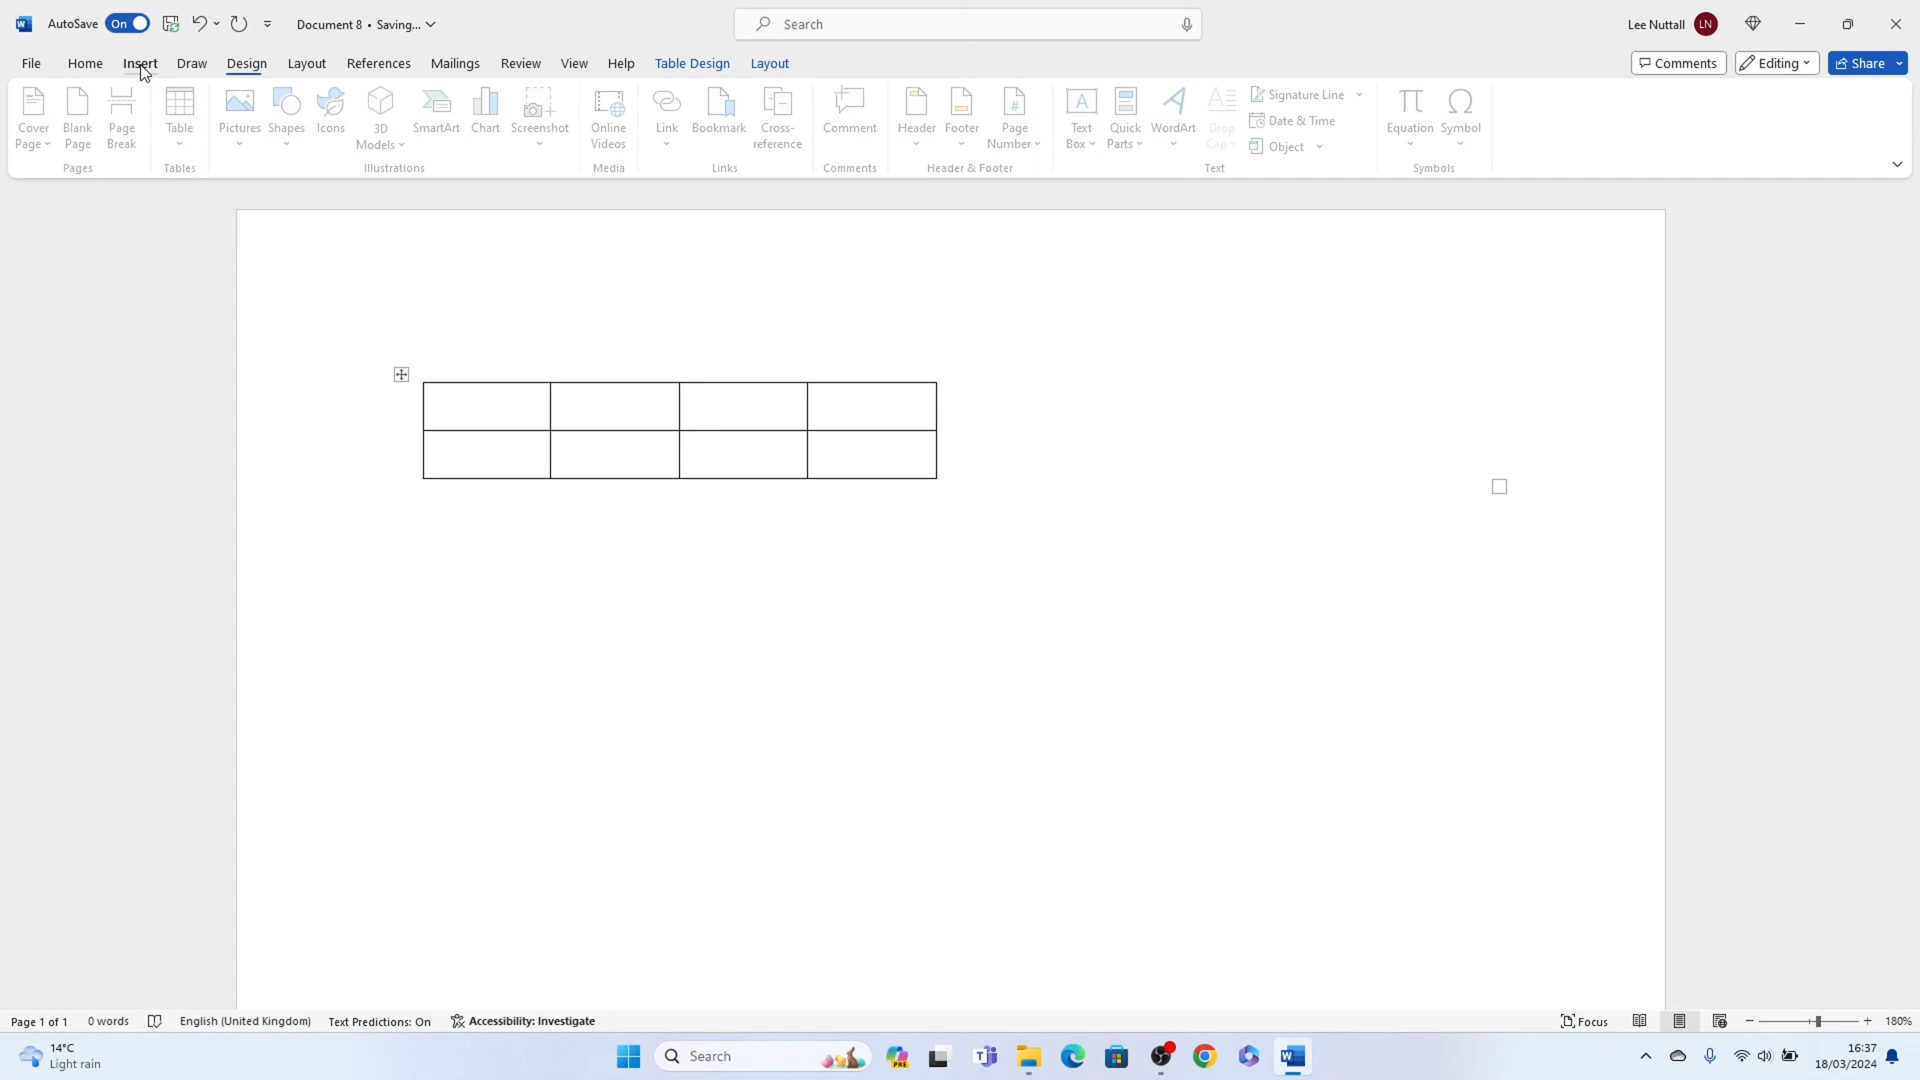 AutoSave On Document 8 • Saving... Search Lee Nuttall LN
File Home Insert Draw Design Layout References Mailings Review View Help Table Design Layout Comments Editing Share
Cover Page Blank Page Page Break Table Pictures Shapes Icons 3D Models SmartArt Chart Screenshot Online Videos Link Bookmark Cross-reference Comment Header Footer Page Number Text Box Quick Parts WordArt Drop Cap Signature Line Date & Time Object Equation Symbol
Pages Tables Illustrations Media Links Comments Header & Footer Text Symbols
Page 1 of 1 0 words English (United Kingdom) Text Predictions: On Accessibility: Investigate Focus 180%
14°C Search PRE 16:37
Light rain 18/03/2024